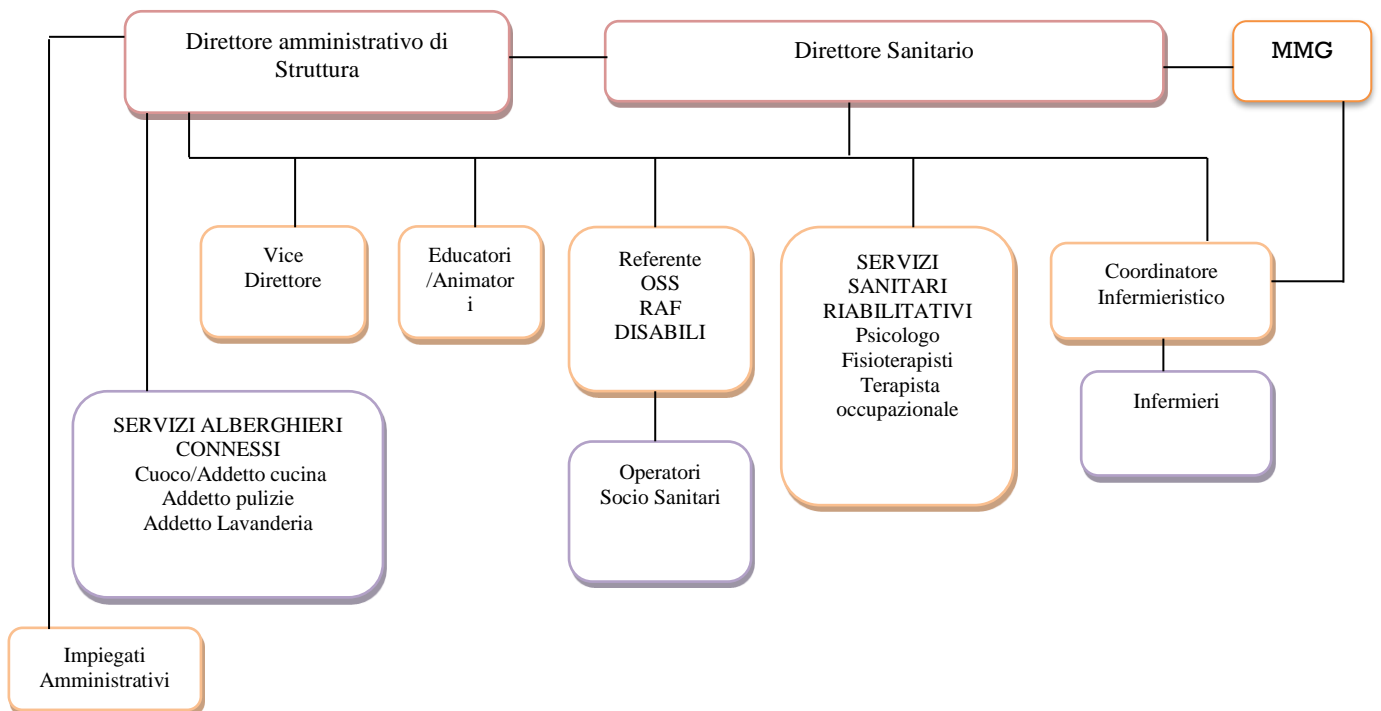 Direttore amministrativo di
Struttura
Direttore Sanitario
MMG
Vice
Direttore
Educatori
/Animator
i
Referente
OSS
RAF
DISABILI
SERVIZI
SANITARI
RIABILITATIVI
Psicologo
Fisioterapisti
Terapista
occupazionale
Coordinatore
Infermieristico
SERVIZI ALBERGHIERI
CONNESSI
Cuoco/Addetto cucina
Addetto pulizie
Addetto Lavanderia
Operatori
Socio Sanitari
Infermieri
Impiegati
Amministrativi